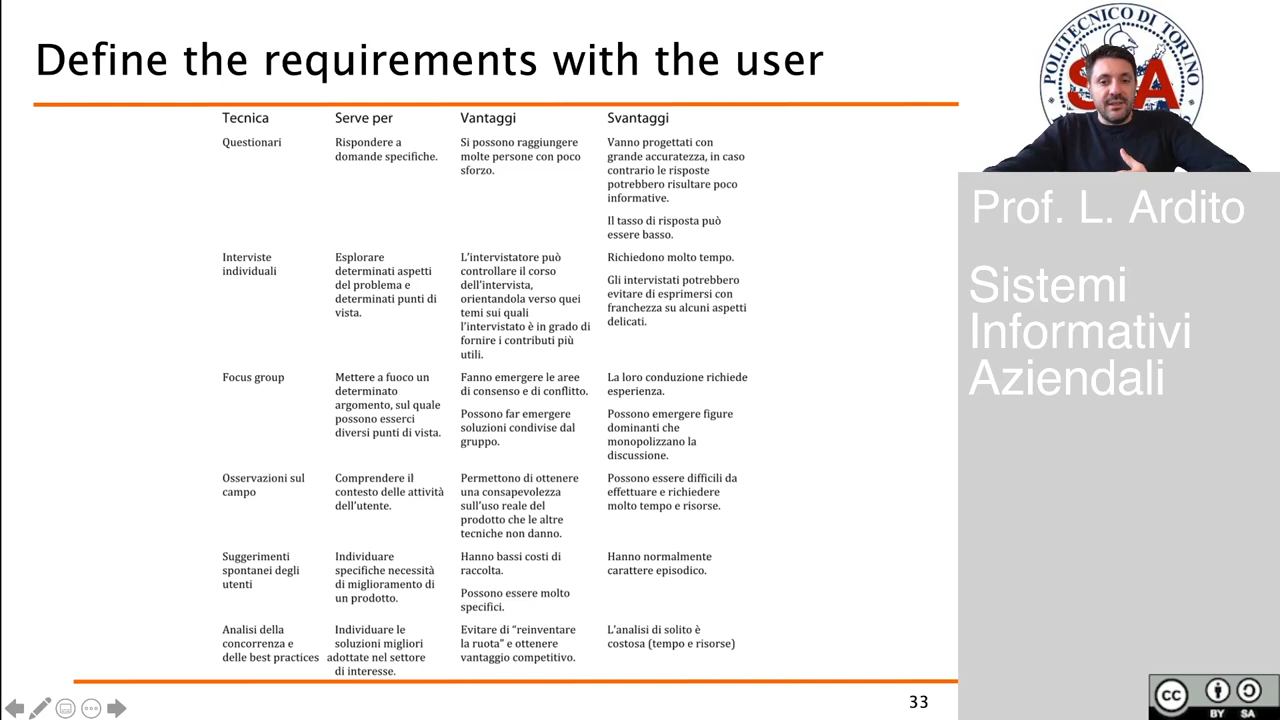 Define the requirements with the user
Tecnica Serve per Vantaggi Svantaggi
Questionari
Rispondere a
domande specifiche.
Si possono raggiungere
molte persone con poco
sforzo.
Vanno progettati con
grande accuratezza, in caso
contrario le risposte
potrebbero risultare poco
informative.
Il tasso di risposta può
essere basso.
Interviste
individuali
Esplorare
determinati aspetti
del problema e
determinati punti di
vista.
L'intervistatore può
controllare il corso
dell'intervista,
orientandola verso quei
temi sui quali
l'intervistato è in grado di
fornire i contributi più
utili.
Richiedono molto tempo.
Gli intervistati potrebbero
evitare di esprimersi con
franchezza su alcuni aspetti
delicati.
Focus group
Mettere a fuoco un
determinato
argomento, sul quale
possono esserci
diversi punti di vista.
Fanno emergere le aree
di consenso e di conflitto.
Possono far emergere
soluzioni condivise dal
gruppo.
La loro conduzione richiede
esperienza.
Possono emergere figure
dominanti che
monopolizzano la
discussione.
Osservazioni sul
campo
Comprendere il
contesto delle attività
dell'utente.
Permettono di ottenere
una consapevolezza
sull'uso reale del
prodotto che le altre
tecniche non danno.
Possono essere difficili da
effettuare e richiedere
molto tempo e risorse.
Suggerimenti
spontanei degli
utenti
Individuare
specifiche necessità
di miglioramento di
un prodotto.
Hanno bassi costi di
raccolta.
Possono essere molto
specifici.
Hanno normalmente
carattere episodico.
Analisi della
concorrenza e
delle best practices
Individuare le
soluzioni migliori
adottate nel settore
di interesse.
Evitare di "reinventare
la ruota" e ottenere
vantaggio competitivo.
L'analisi di solito è
costosa (tempo e risorse)
33
POLITECNICO DI TORINO
Prof. L. Ardito
Sistemi
Informativi
Aziendali
cc
BY SA